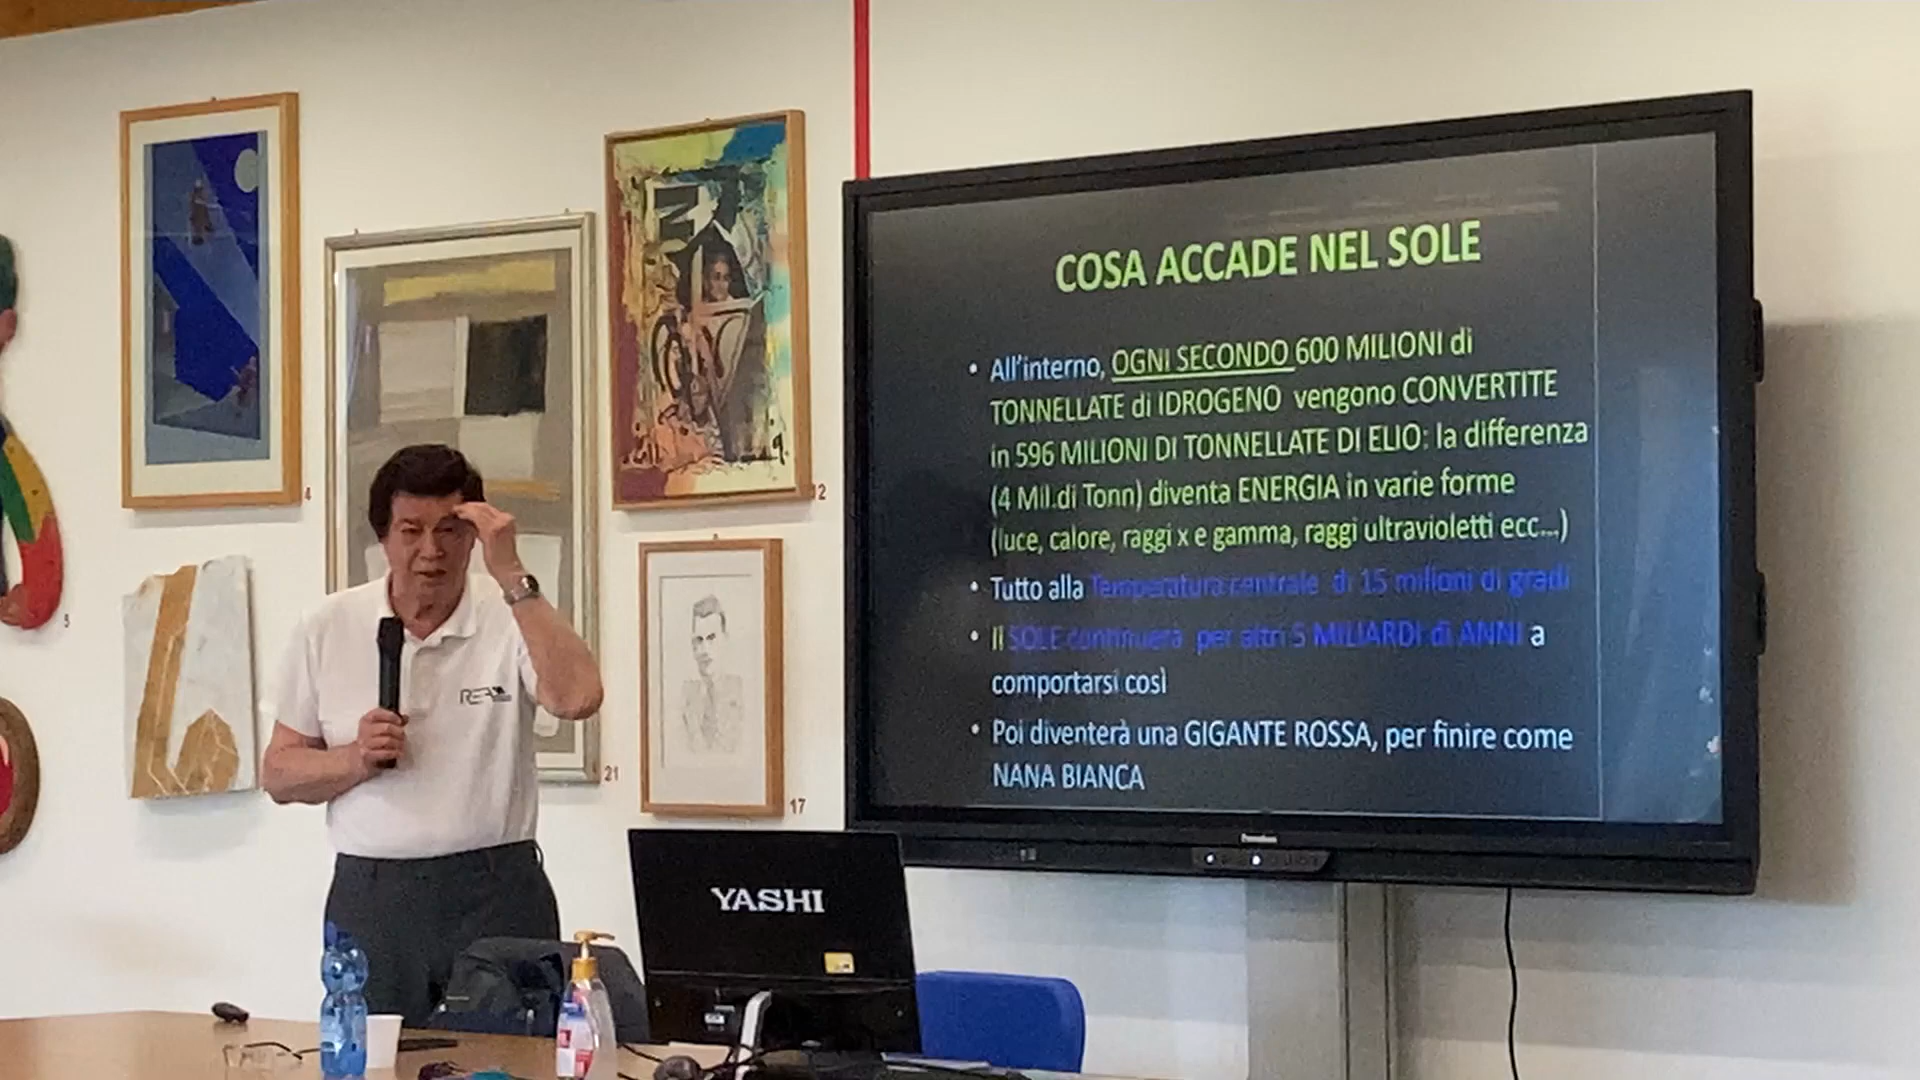 COSA ACCADE NEL SOLE
• All'interno, OGNI SECONDO 600 MILIONI di
TONNELLATE di IDROGENO vengono CONVERTITE
in 596 MILIONI DI TONNELLATE DI ELIO: la differenza
(4 Mil.di Tonn) diventa ENERGIA in varie forme
(luce, calore, raggi x e gamma, raggi ultravioletti ecc...)
• Tutto alla Temperatura centrale di 15 milioni di gradi
• Il SOLE continuerà per altri 5 MILIARDI di ANNI a
comportarsi così
• Poi diventerà una GIGANTE ROSSA, per finire come
NANA BIANCA
4
12
5
21
17
REA
YASHI